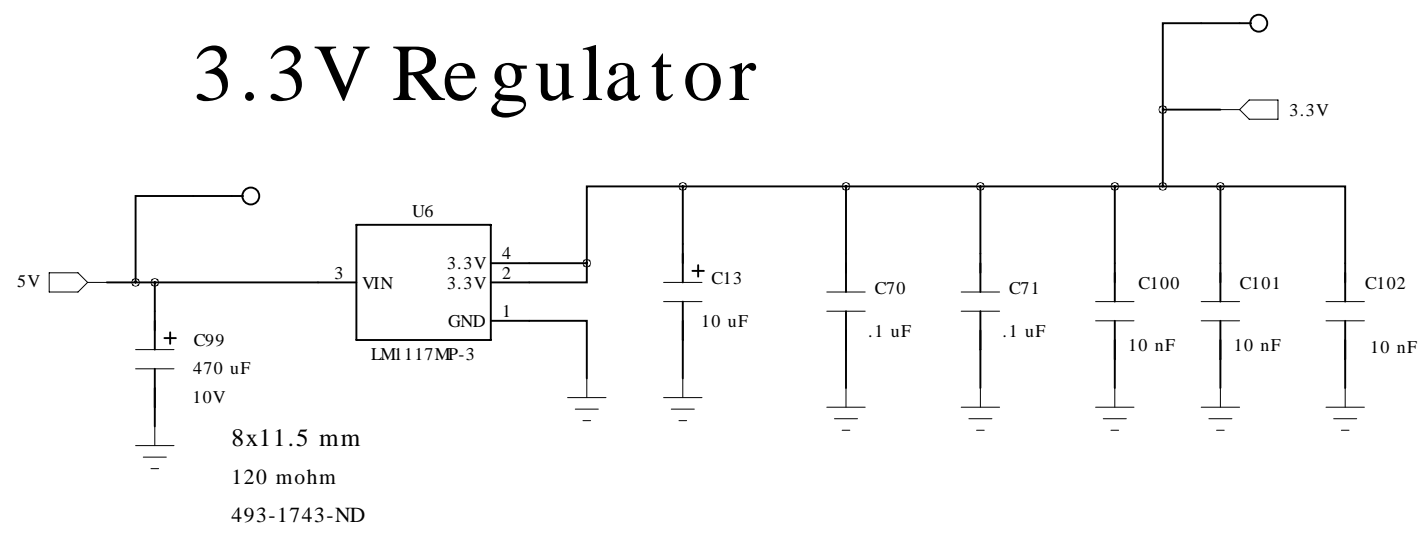 3.3V Regulator
3.3V
5V
U6
3 VIN
3.3V 4
3.3V 2
GND 1
LM1117MP-3
C99
470 uF
10V
8x11.5 mm
120 mohm
493-1743-ND
+ C13
10 uF
C70
.1 uF
C71
.1 uF
C100
10 nF
C101
10 nF
C102
10 nF